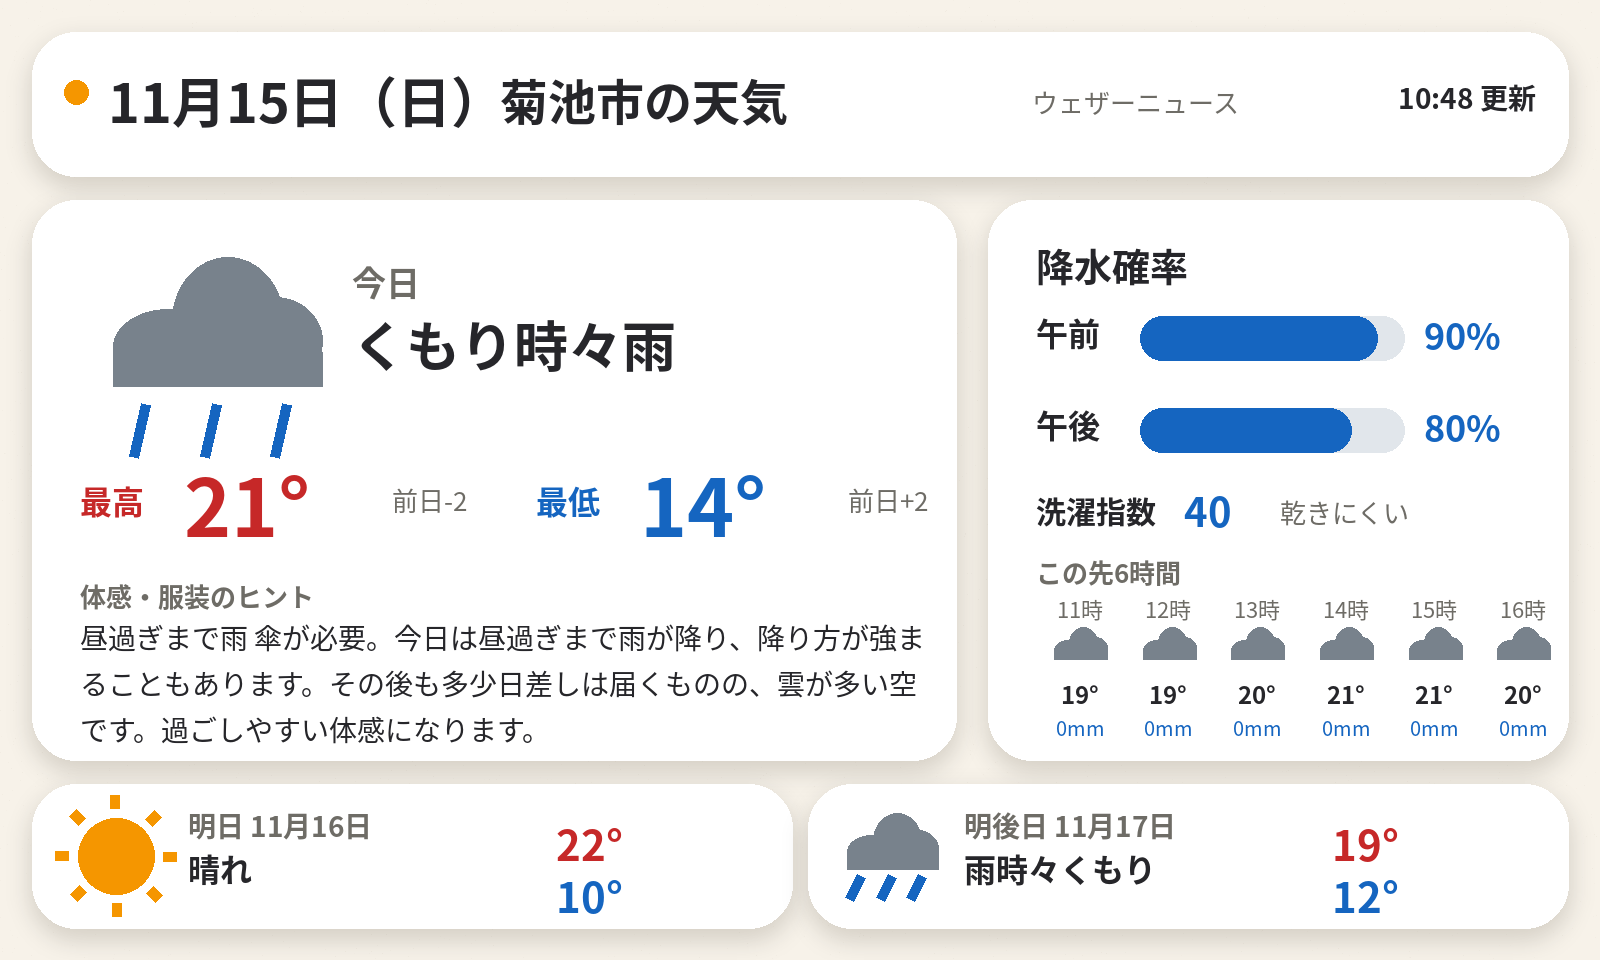 11月15日（日）菊池市の天気
ウェザーニュース
10:48 更新
今日
くもり時々雨
最高 21° 前日-2 最低 14° 前日+2
体感・服装のヒント
昼過ぎまで雨 傘が必要。今日は昼過ぎまで雨が降り、降り方が強ま
ることもあります。その後も多少日差しは届くものの、雲が多い空
です。過ごしやすい体感になります。
降水確率
午前 90%
午後 80%
洗濯指数 40 乾きにくい
この先6時間
11時 12時 13時 14時 15時 16時
19° 19° 20° 21° 21° 20°
0mm 0mm 0mm 0mm 0mm 0mm
明日 11月16日
晴れ
22°
10°
明後日 11月17日
雨時々くもり
19°
12°